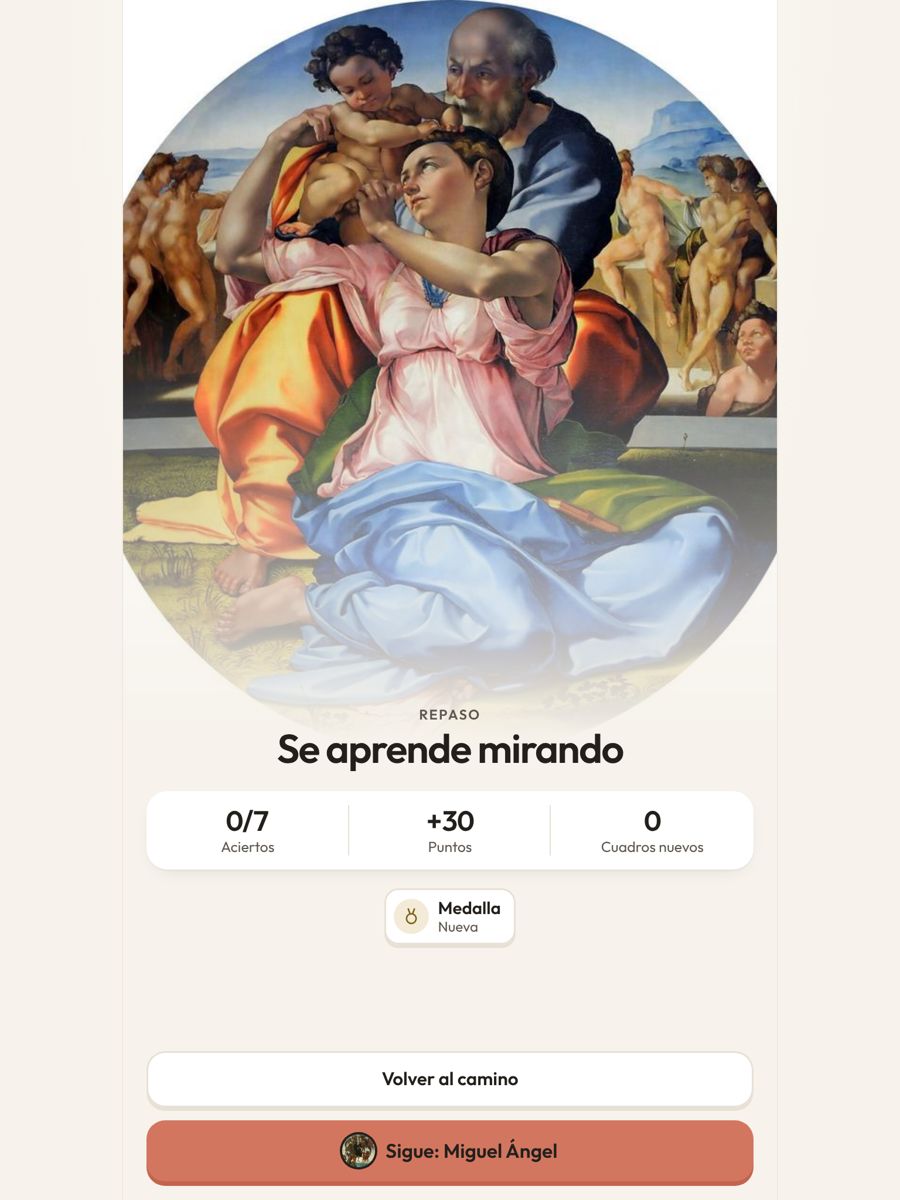 REPASO
Se aprende mirando
0/7
Aciertos
+30
Puntos
0
Cuadros nuevos
Medalla
Nueva
Volver al camino
Sigue: Miguel Ángel